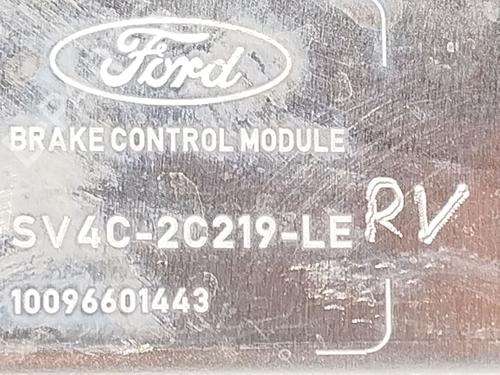 Ford
BRAKE CONTROL MODULE
SV4C-2C219-LE RV
10096601443